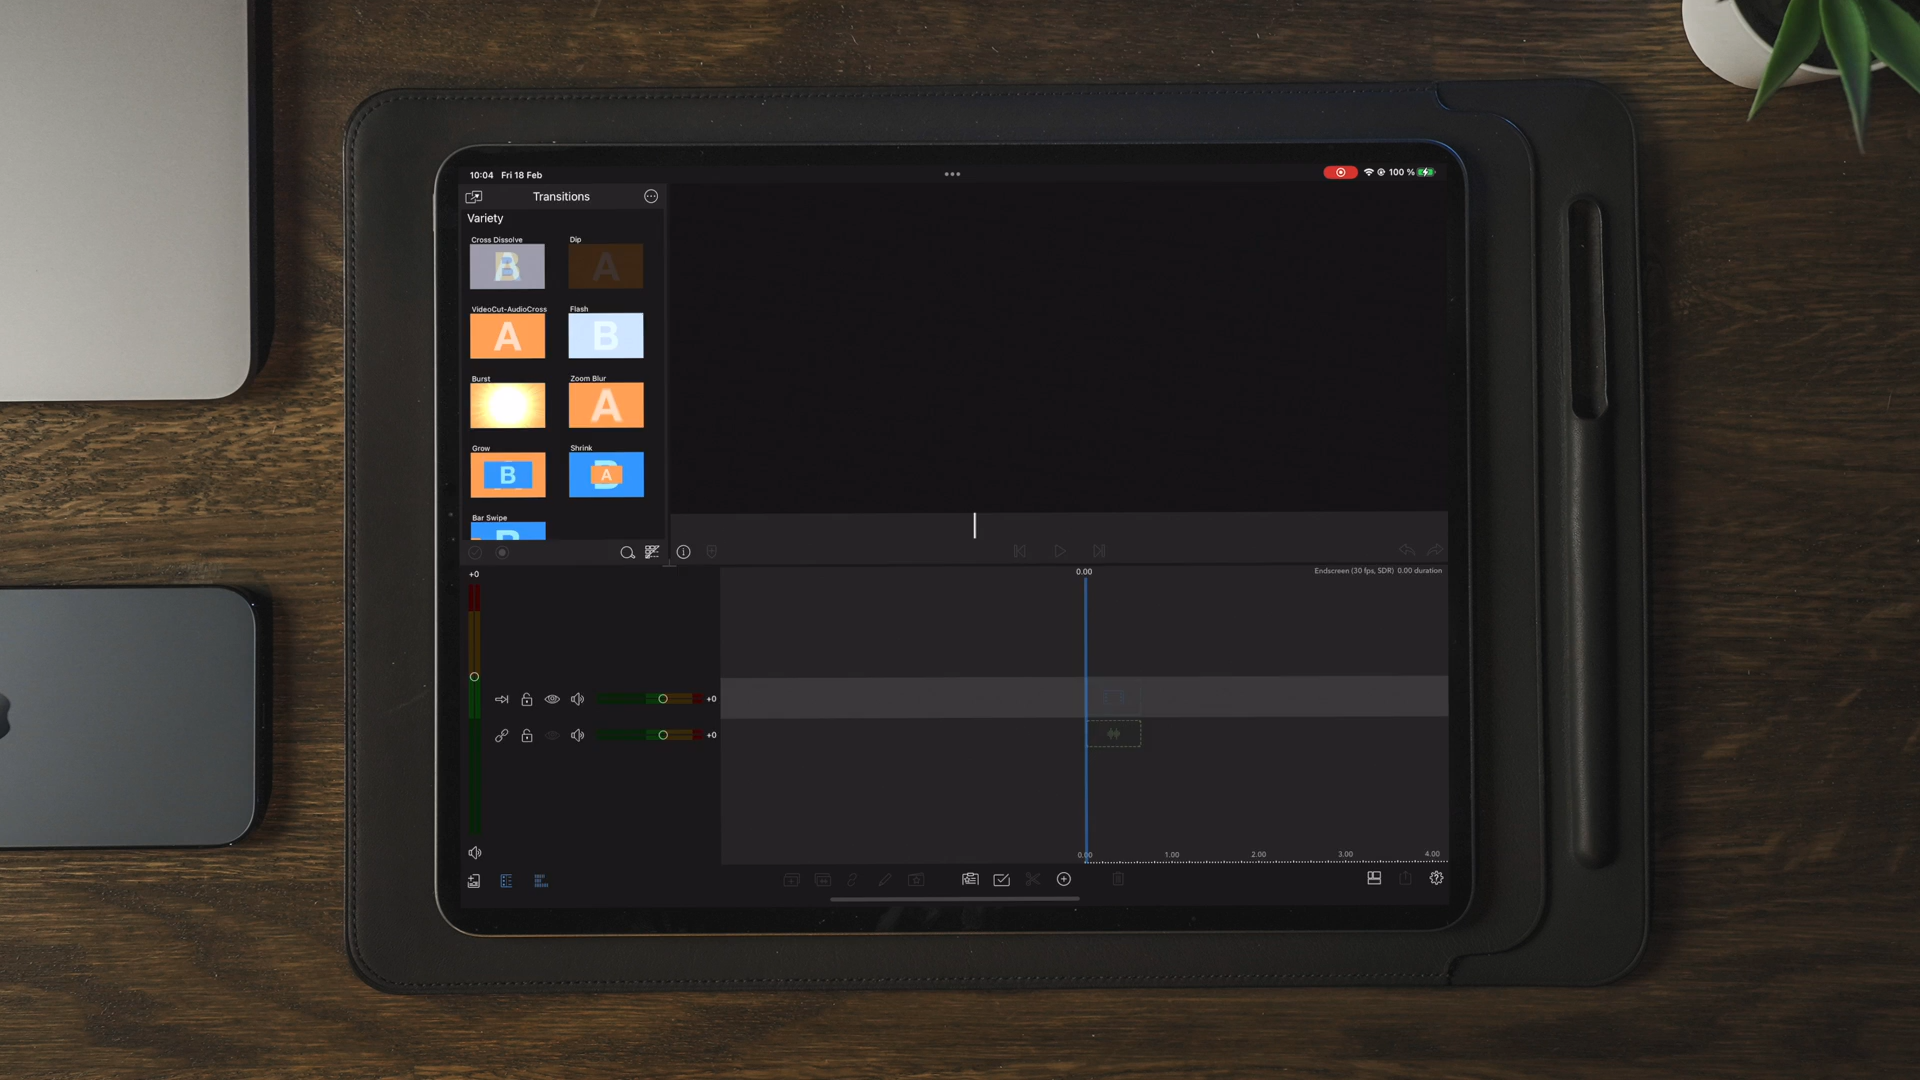 10:04 Fri 18 Feb
100 %
Transitions
Variety
Cross Dissolve
Dip
B
A
VideoCut-AudioCross
Flash
A
B
Burst
Zoom Blur
A
Grow
Shrink
B
A
Bar Swipe
+0
0.00
Endscreen (30 fps, SDR) 0.00 duration
+0
+0
0.00
1.00
2.00
3.00
4.00